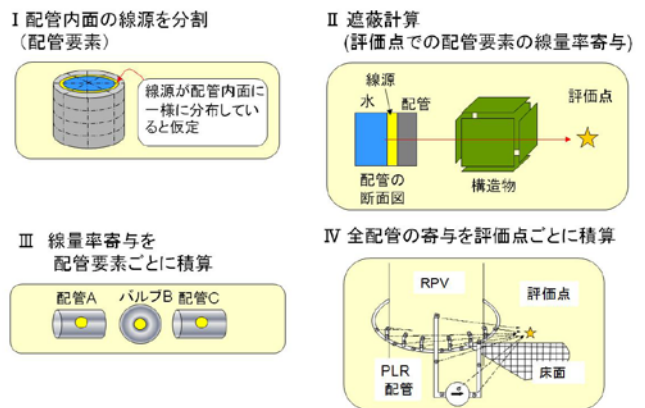 Ⅰ 配管内面の線源を分割
（配管要素）
線源が配管内面に
一様に分布してい
ると仮定
Ⅱ 遮蔽計算
(評価点での配管要素の線量率寄与)
線源
水
配管
評価点
配管の
断面図
構造物
Ⅲ 線量率寄与を
配管要素ごとに積算
配管A
バルブB
配管C
Ⅳ 全配管の寄与を評価点ごとに積算
RPV
評価点
PLR
配管
床面